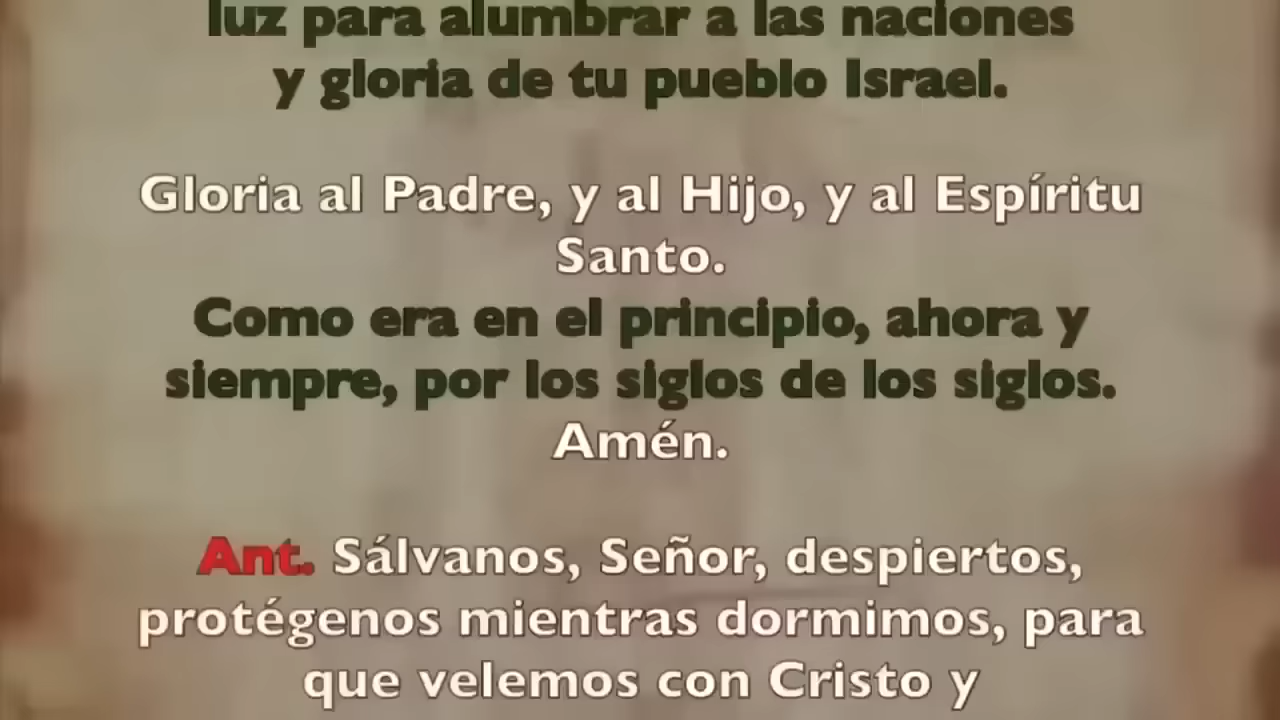 luz para alumbrar a las naciones
y gloria de tu pueblo Israel.
Gloria al Padre, y al Hijo, y al Espíritu
Santo.
Como era en el principio, ahora y
siempre, por los siglos de los siglos.
Amén.
Ant. Sálvanos, Señor, despiertos,
protégenos mientras dormimos, para
que velemos con Cristo y